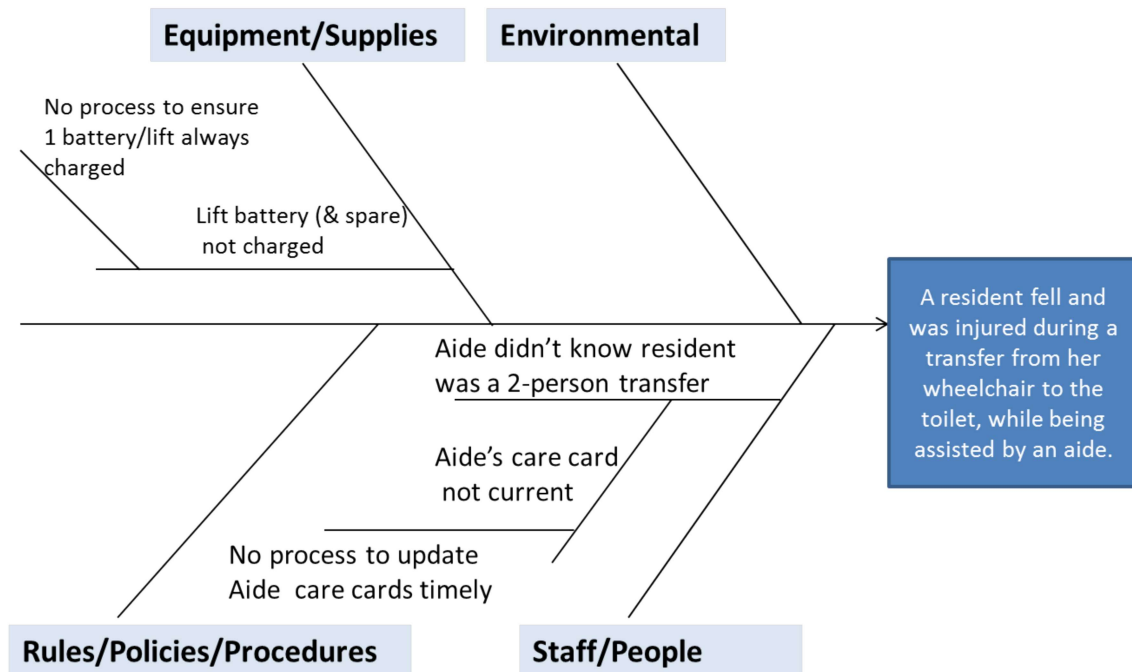 Equipment/Supplies
Environmental
No process to ensure
1 battery/lift always
charged
Lift battery (& spare)
not charged
Aide didn’t know resident
was a 2-person transfer
A resident fell and
was injured during a
transfer from her
wheelchair to the
toilet, while being
assisted by an aide.
Aide’s care card
not current
No process to update
Aide care cards timely
Rules/Policies/Procedures
Staff/People